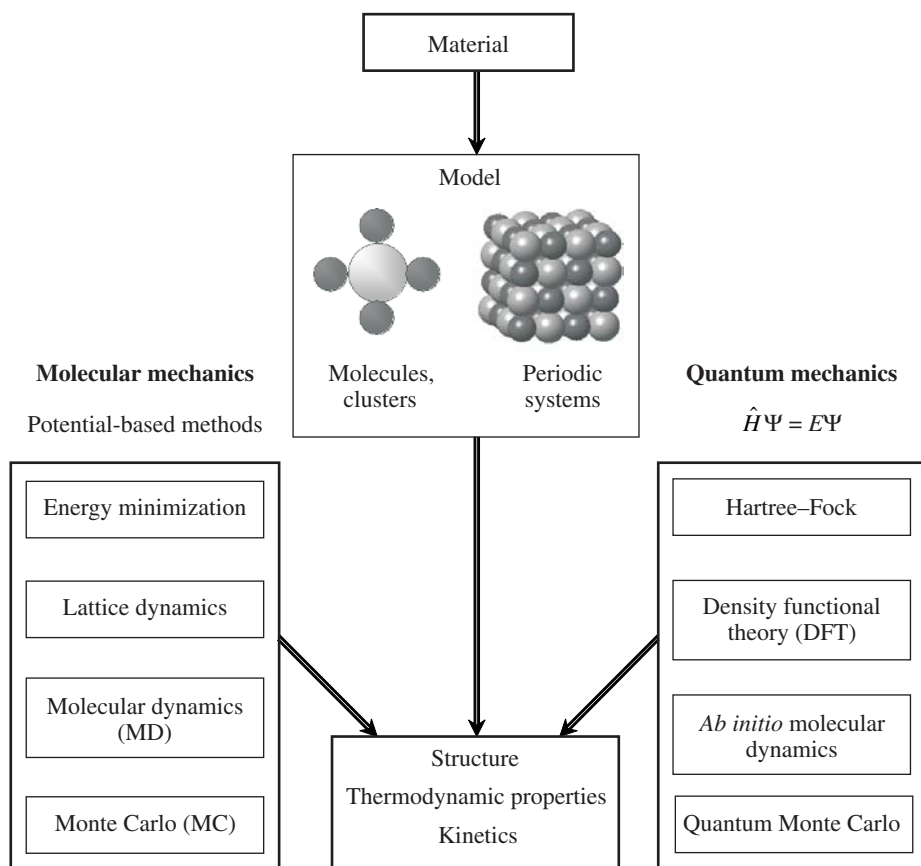 Material
Model
Molecules,
clusters
Periodic
systems
Molecular mechanics
Potential-based methods
Energy minimization
Lattice dynamics
Molecular dynamics
(MD)
Monte Carlo (MC)
Quantum mechanics
ĤΨ = EΨ
Hartree–Fock
Density functional
theory (DFT)
Ab initio molecular
dynamics
Quantum Monte Carlo
Structure
Thermodynamic properties
Kinetics